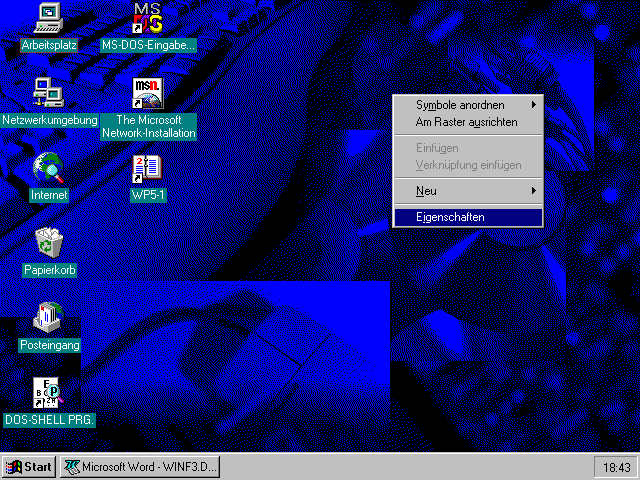 Arbeitsplatz
MS-DOS-Eingabe...
Netzwerkumgebung
msn.
The Microsoft
Network-Installation
Internet
WP5-1
Papierkorb
Posteingang
DOS-SHELL PRG.
Symbole anordnen
Am Raster ausrichten
Einfügen
Verknüpfung einfügen
Neu
Eigenschaften
Start
Microsoft Word - WINF3.D...
18:43